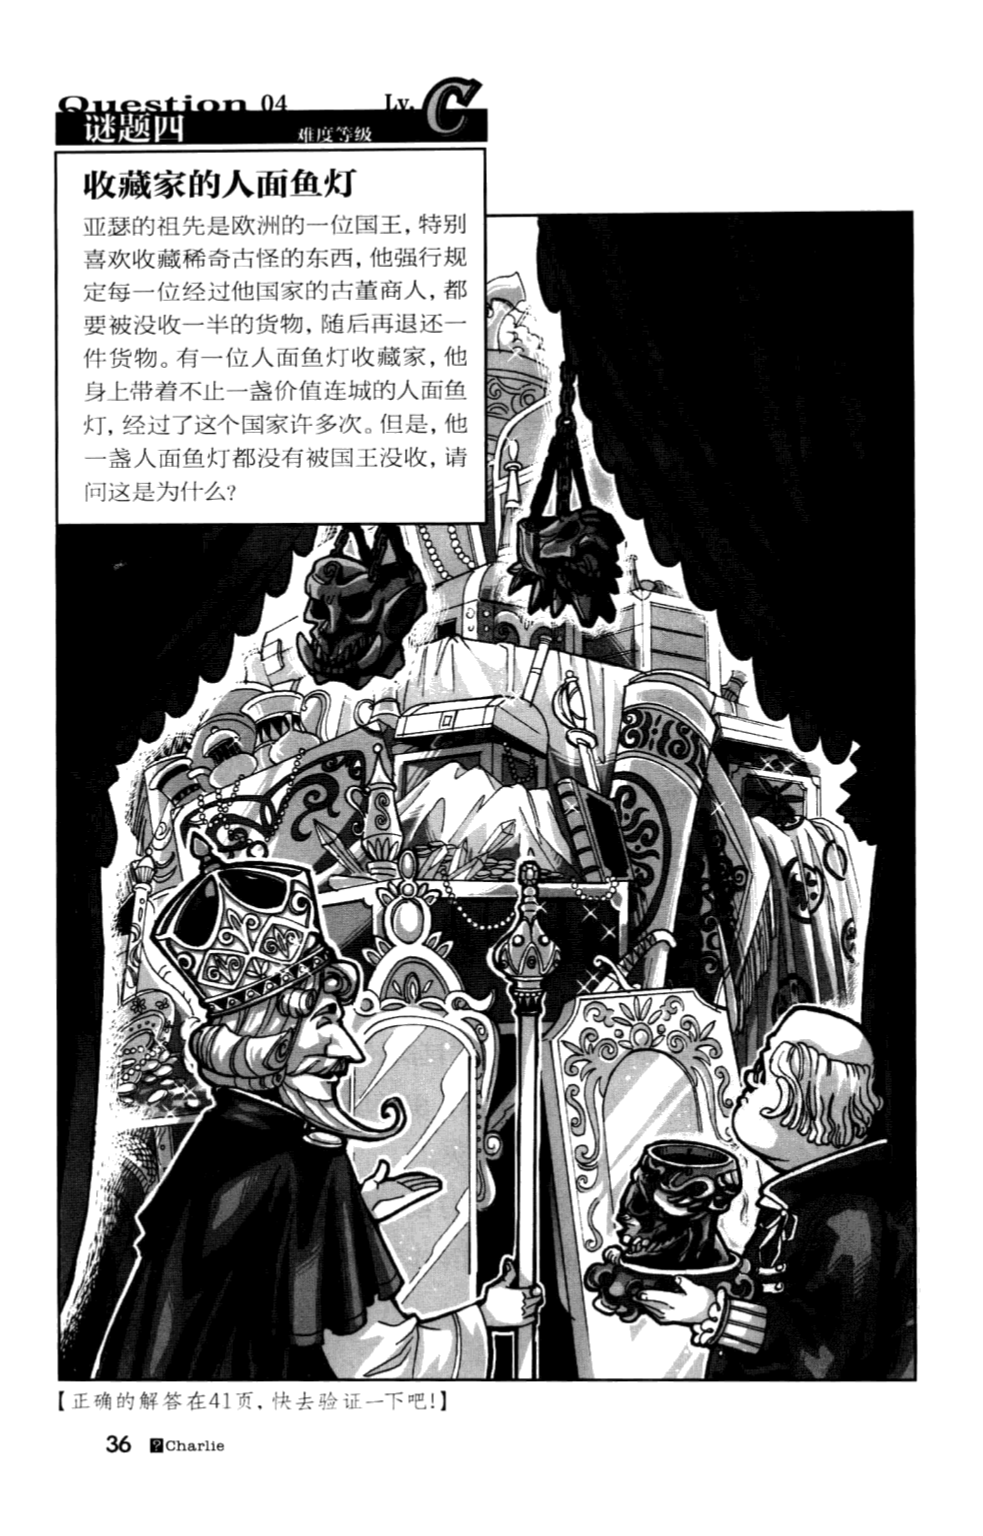 Question 04 Lv. C
谜题四 难度等级
收藏家的人面鱼灯
亚瑟的祖先是欧洲的一位国王，特别
喜欢收藏稀奇古怪的东西，他强行规
定每一位经过他国家的古董商人，都
要被没收一半的货物，随后再退还一
件货物。有一位人面鱼灯收藏家，他
身上带着不止一盏价值连城的人面鱼
灯，经过了这个国家许多次。但是，他
一盏人面鱼灯都没有被国王没收，请
问这是为什么？
【正确的解答在41页，快去验证一下吧！】
36 ?Charlie